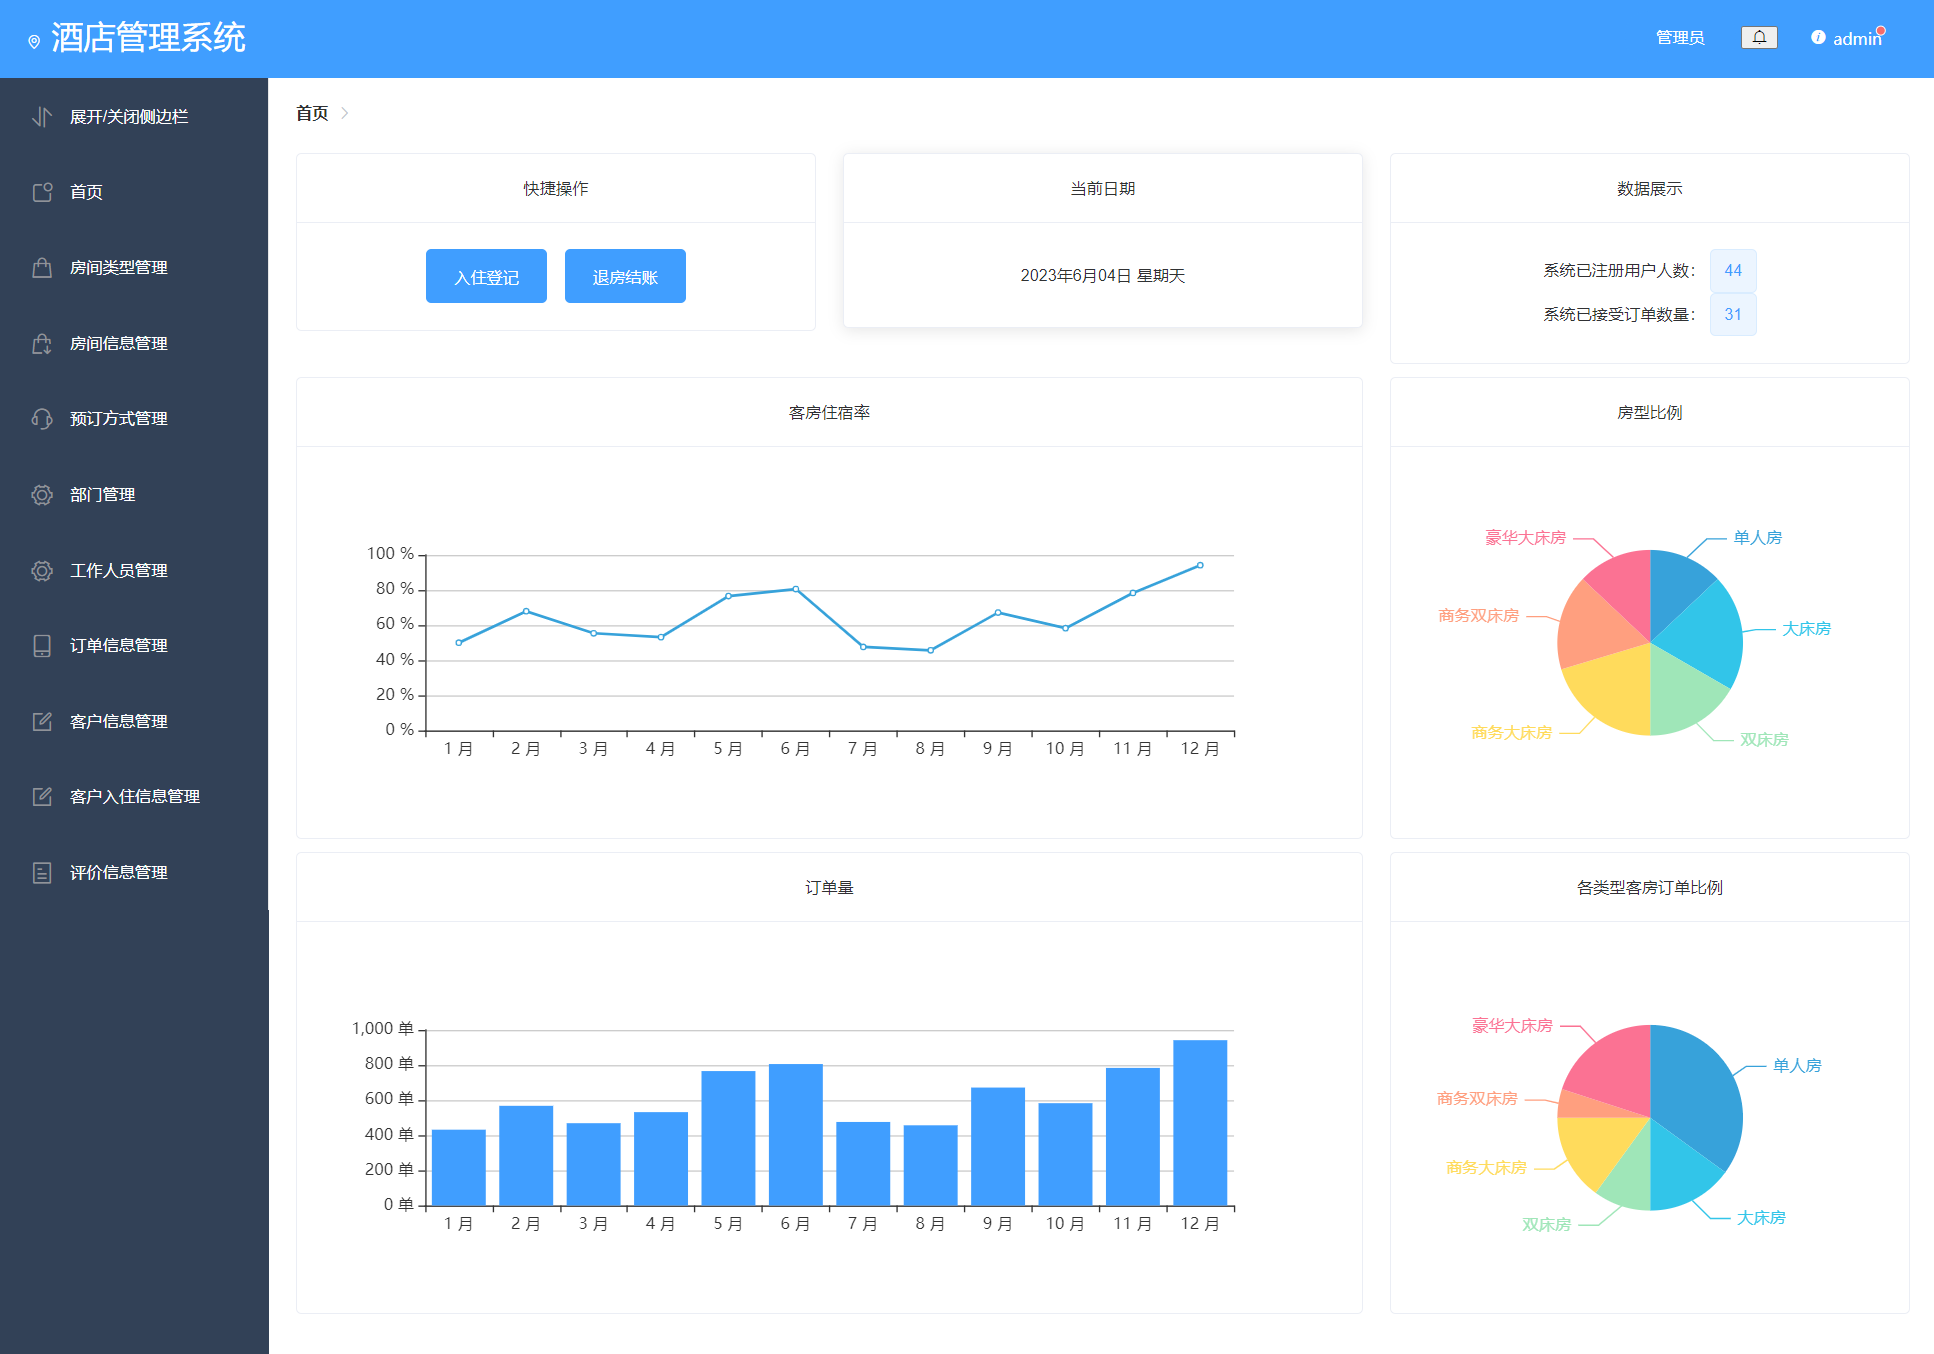 酒店管理系统
管理员
admin
展开/关闭侧边栏
首页
房间类型管理
房间信息管理
预订方式管理
部门管理
工作人员管理
订单信息管理
客户信息管理
客户入住信息管理
评价信息管理
首页
快捷操作
入住登记 退房结账
当前日期
2023年6月04日 星期天
数据展示
系统已注册用户人数： 44
系统已接受订单数量： 31
客房住宿率
100 %
80 %
60 %
40 %
20 %
0 %
1 月 2 月 3 月 4 月 5 月 6 月 7 月 8 月 9 月 10 月 11 月 12 月
房型比例
豪华大床房 单人房
商务双床房 大床房
商务大床房 双床房
订单量
1,000 单
800 单
600 单
400 单
200 单
0 单
1 月 2 月 3 月 4 月 5 月 6 月 7 月 8 月 9 月 10 月 11 月 12 月
各类型客房订单比例
豪华大床房
单人房
商务双床房
商务大床房
双床房 大床房